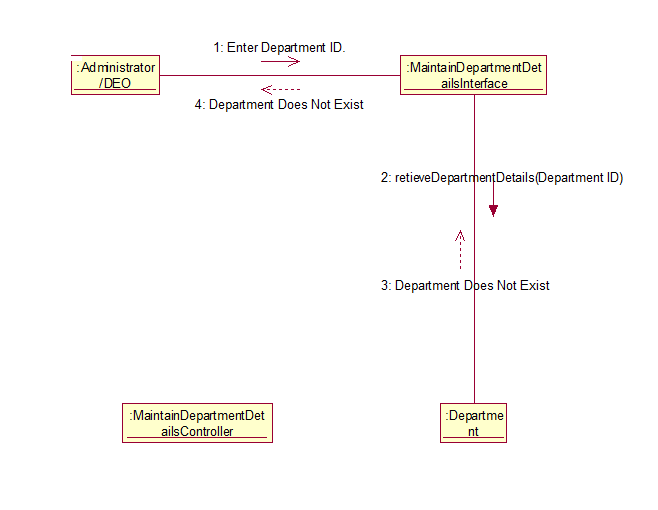 1: Enter Department ID.
:Administrator
/DEO
:MaintainDepartmentDet
ailsInterface
4: Department Does Not Exist
2: retieveDepartmentDetails(Department ID)
3: Department Does Not Exist
:MaintainDepartmentDet
ailsController
:Departme
nt